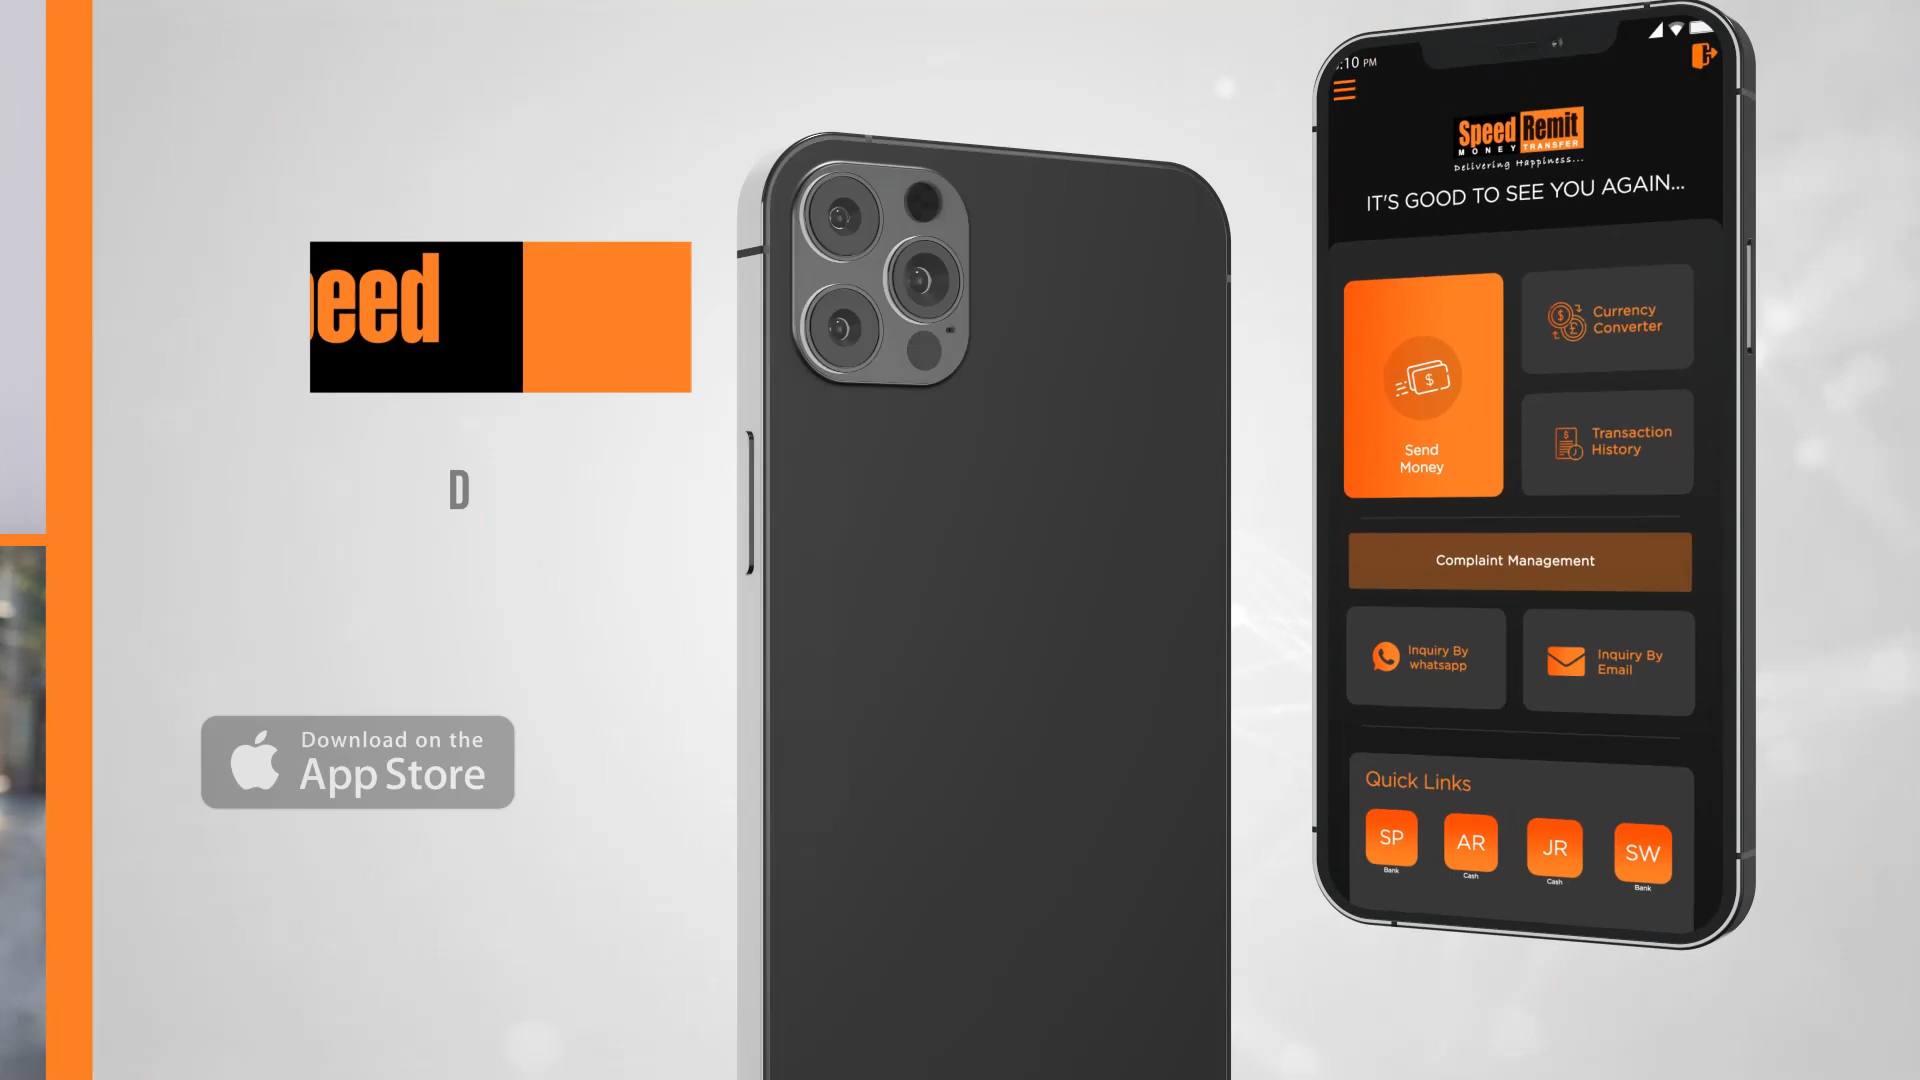 peed
D
Download on the
App Store
:10 PM
Speed Remit
MONEY TRANSFER
Delivering Happiness...
IT'S GOOD TO SEE YOU AGAIN...
Send
Money
Currency
Converter
Transaction
History
Complaint Management
Inquiry By
whatsapp
Inquiry By
Email
Quick Links
SP
Bank
AR
Cash
JR
Cash
SW
Bank